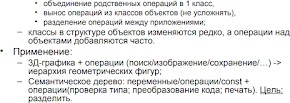 • объединение родственных операций в 1 класс,
• вынос операций из классов объектов (не усложнять),
• разделение операций между приложениями;
– классы в структуре объектов изменяются редко, а операции над
объектами добавляются часто.
• Применение:
– 3Д-графика + операции (поиск/изображение/сохранение/…) ->
иерархия геометрических фигур;
– Семантическое дерево: переменные/операции/const +
операции(проверка типа; преобразование кода; печать). Цель:
разделить.